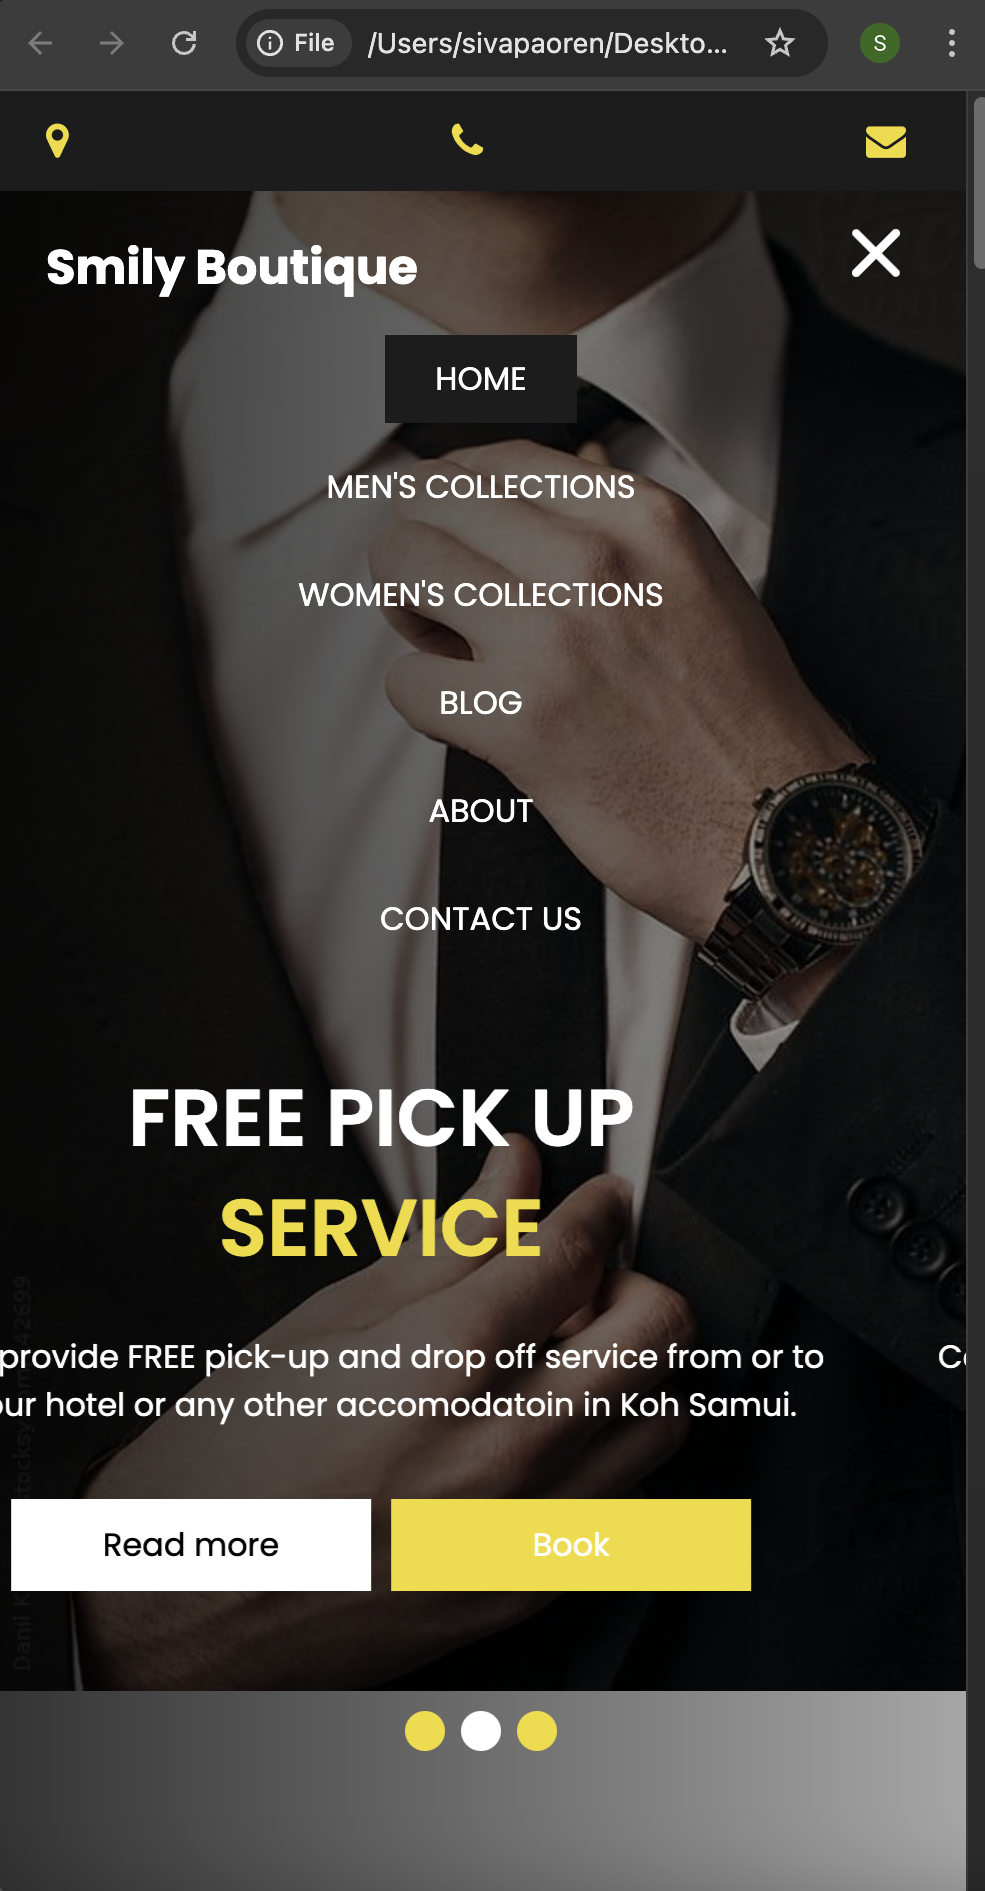 File /Users/sivapaoren/Deskto...
S
Smily Boutique
HOME
MEN'S COLLECTIONS
WOMEN'S COLLECTIONS
BLOG
ABOUT
CONTACT US
FREE PICK UP
SERVICE
provide FREE pick-up and drop off service from or to
our hotel or any other accomodatoin in Koh Samui.
Read more
Book